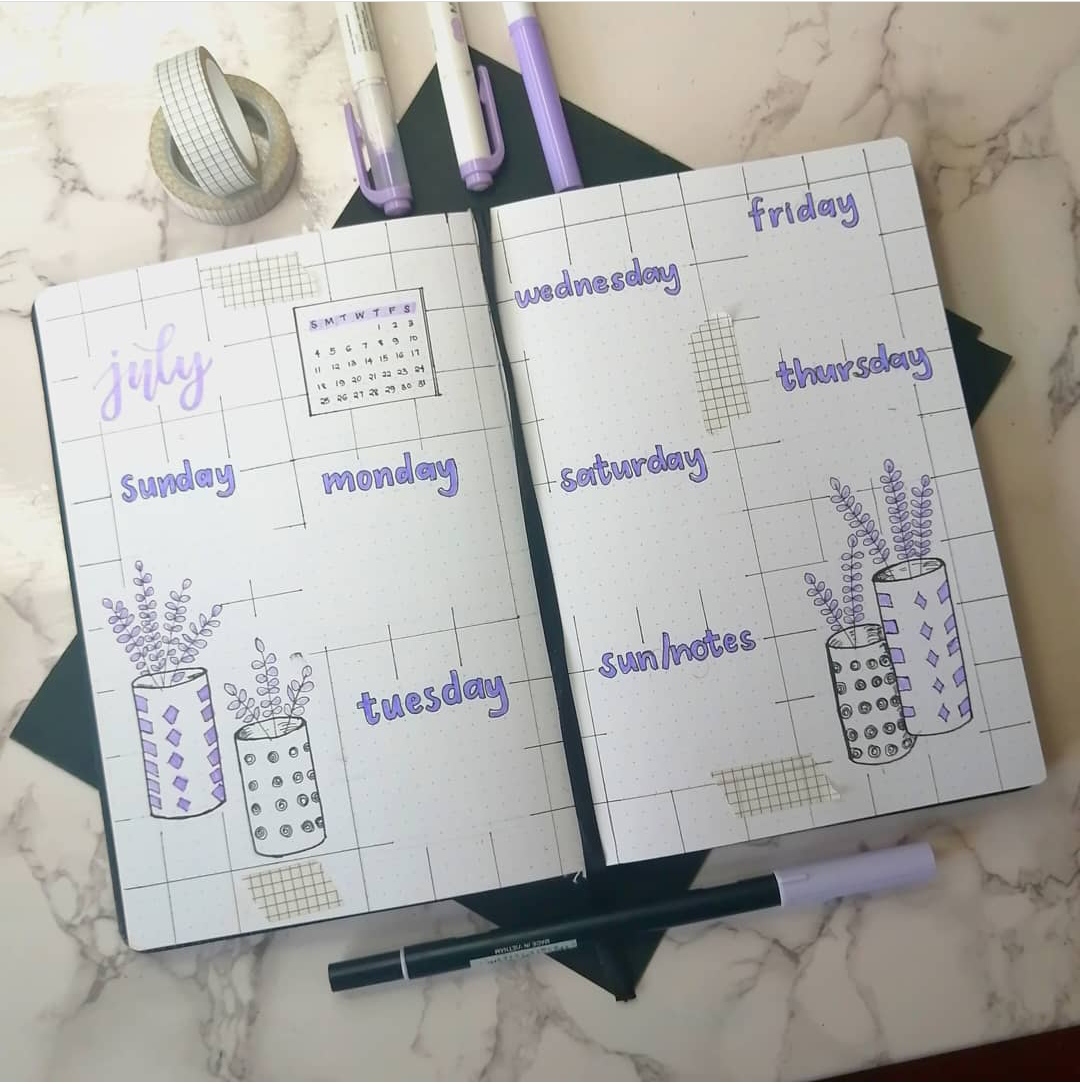 july
S M T W T F S
1 2 3
4 5 6 7 8 9 10
11 12 13 14 15 16 17
18 19 20 21 22 23 24
25 26 27 28 29 30 31
sunday
monday
tuesday
wednesday
friday
thursday
saturday
sun/notes
MADE IN VIETNAM